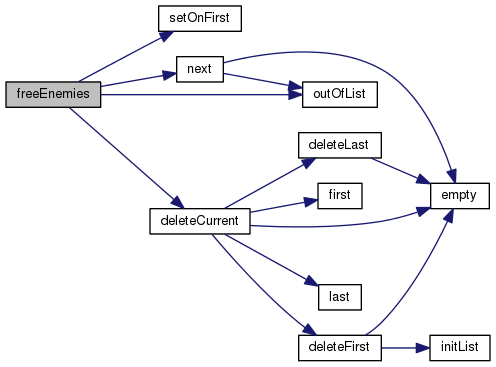 setOnFirst
next
freeEnemies
outOfList
deleteLast
first
empty
deleteCurrent
last
deleteFirst
initList